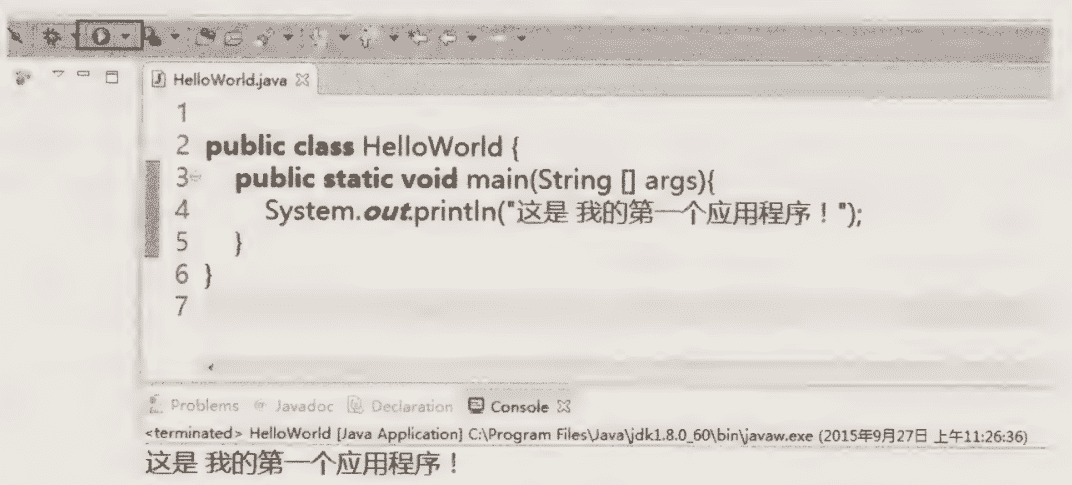 HelloWorld.java
1
2 public class HelloWorld {
3 public static void main(String [] args){
4 System.out.println("这是 我的第一个应用程序！");
5 }
6 }
7
Problems Javadoc Declaration Console
<terminated> HelloWorld [Java Application] C:\Program Files\Java\jdk1.8.0_60\bin\javaw.exe (2015年9月27日 上午11:26:36)
这是 我的第一个应用程序！